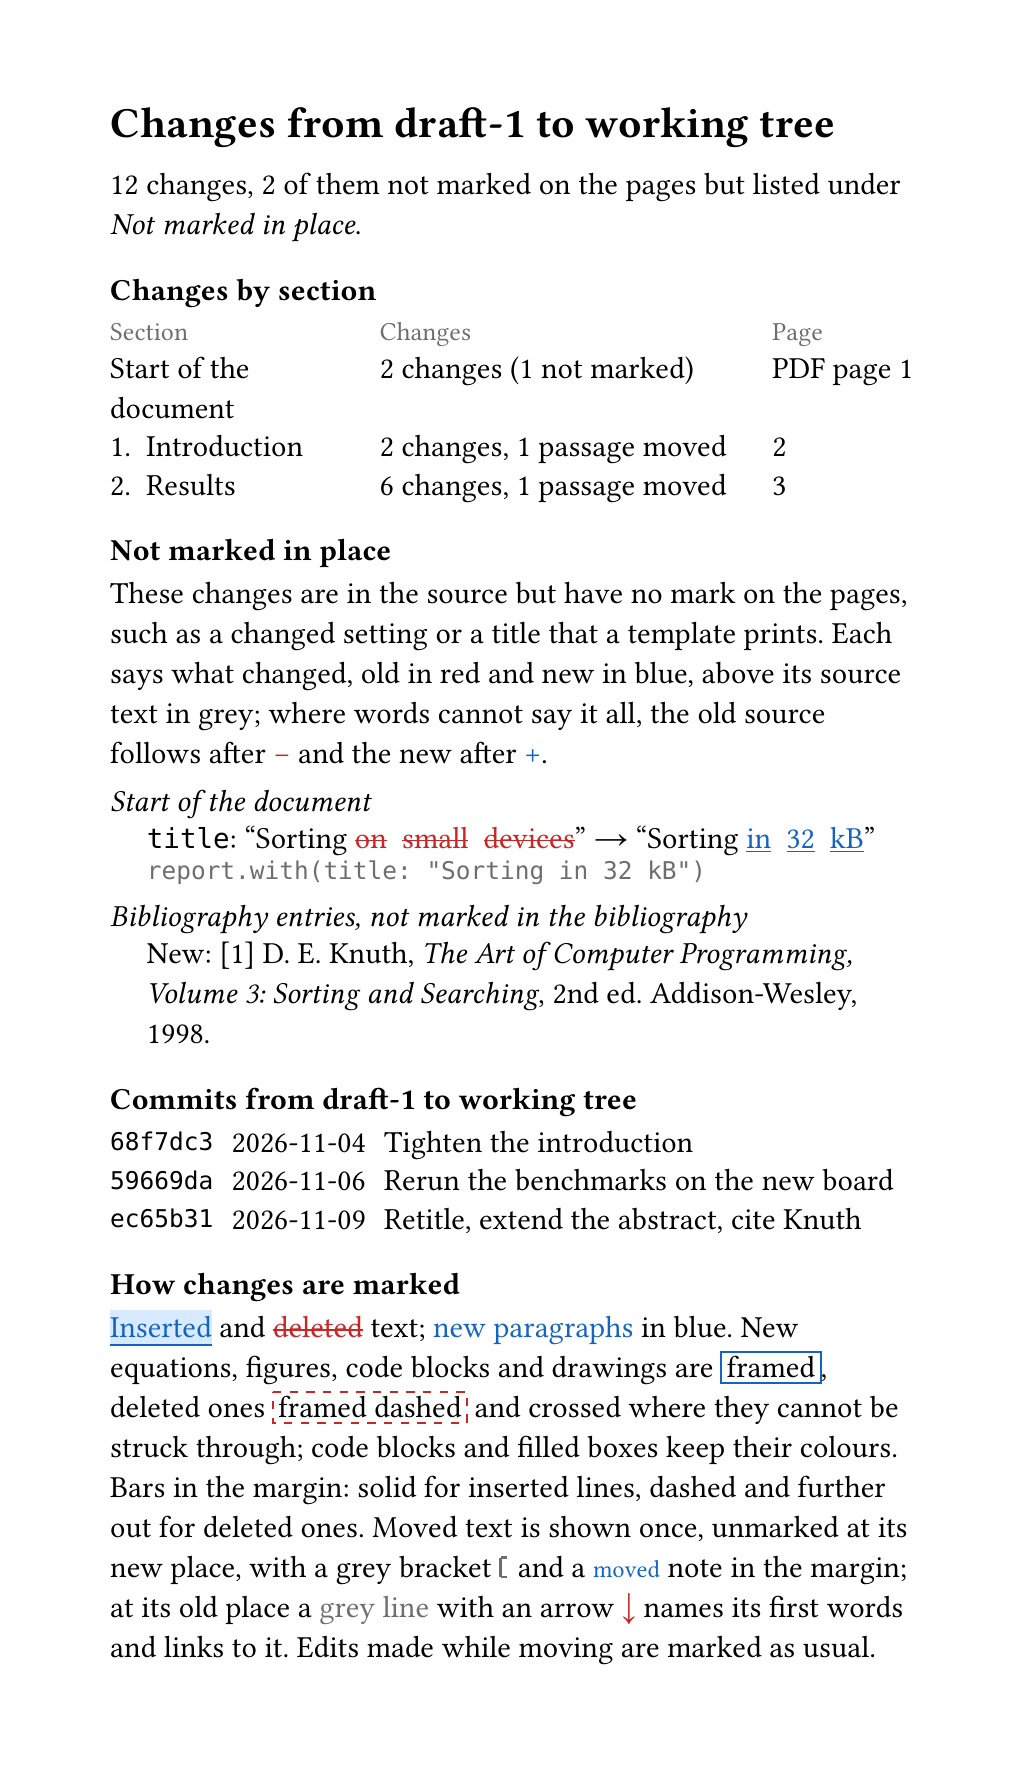 Changes from draft-1 to working tree
12 changes, 2 of them not marked on the pages but listed under
Not marked in place.
Changes by section
Section Changes Page
Start of the 2 changes (1 not marked) PDF page 1
document
1. Introduction 2 changes, 1 passage moved 2
2. Results 6 changes, 1 passage moved 3
Not marked in place
These changes are in the source but have no mark on the pages,
such as a changed setting or a title that a template prints. Each
says what changed, old in red and new in blue, above its source
text in grey; where words cannot say it all, the old source
follows after – and the new after +.
Start of the document
title: “Sorting on small devices” ⟶ “Sorting in 32 kB”
report.with(title: "Sorting in 32 kB")
Bibliography entries, not marked in the bibliography
New: [1] D. E. Knuth, The Art of Computer Programming,
Volume 3: Sorting and Searching, 2nd ed. Addison-Wesley,
1998.
Commits from draft-1 to working tree
68f7dc3 2026-11-04 Tighten the introduction
59669da 2026-11-06 Rerun the benchmarks on the new board
ec65b31 2026-11-09 Retitle, extend the abstract, cite Knuth
How changes are marked
Inserted and deleted text; new paragraphs in blue. New
equations, figures, code blocks and drawings are framed,
deleted ones framed dashed and crossed where they cannot be
struck through; code blocks and filled boxes keep their colours.
Bars in the margin: solid for inserted lines, dashed and further
out for deleted ones. Moved text is shown once, unmarked at its
new place, with a grey bracket [ and a moved note in the margin;
at its old place a grey line with an arrow ↓ names its first words
and links to it. Edits made while moving are marked as usual.